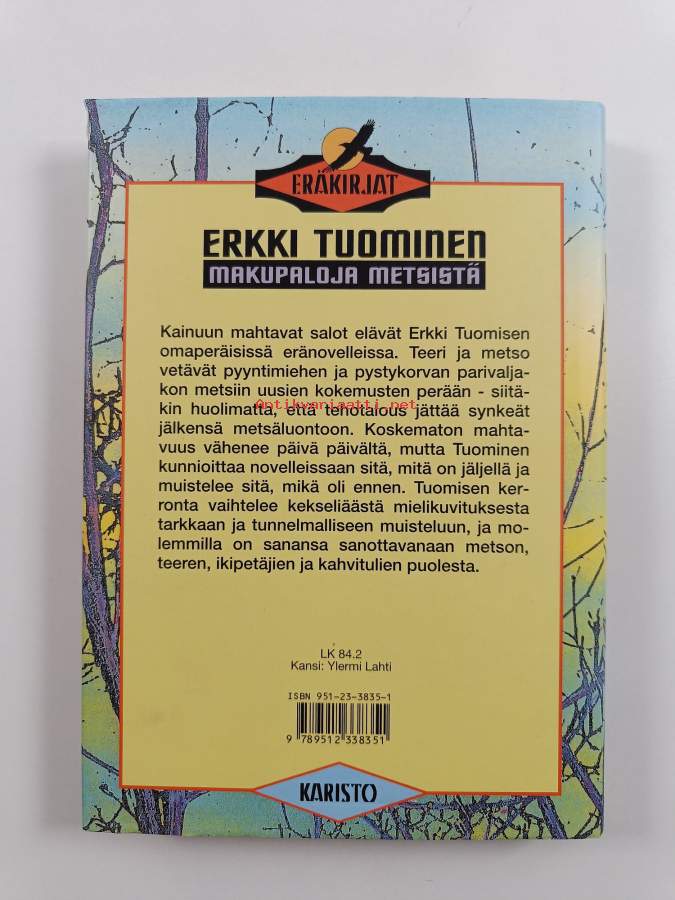 ERÄKIRJAT
ERKKI TUOMINEN
MAKUPALOJA METSISTÄ
Kainuun mahtavat salot elävät Erkki Tuomisen
omaperäisissä eränovelleissa. Teeri ja metso
vetävät pyyntimiehen ja pystykorvan parivalja-
kon metsiin uusien kokemusten perään - siitä-
kin huolimatta, että tehotalous jättää synkeät
Antikvariaatti.net
jälkensä metsäluontoon. Koskematon mahta-
vuus vähenee päivä päivältä, mutta Tuominen
kunnioittaa novelleissaan sitä, mitä on jäljellä ja
muistelee sitä, mikä oli ennen. Tuomisen ker-
ronta vaihtelee kekseliäästä mielikuvituksesta
tarkkaan ja tunnelmalliseen muisteluun, ja mo-
lemmilla on sanansa sanottavanaan metson,
teeren, ikipetäjien ja kahvitulien puolesta.
LK 84.2
Kansi: Ylermi Lahti
ISBN 951-23-3835-1
9 789512 338351
KARISTO